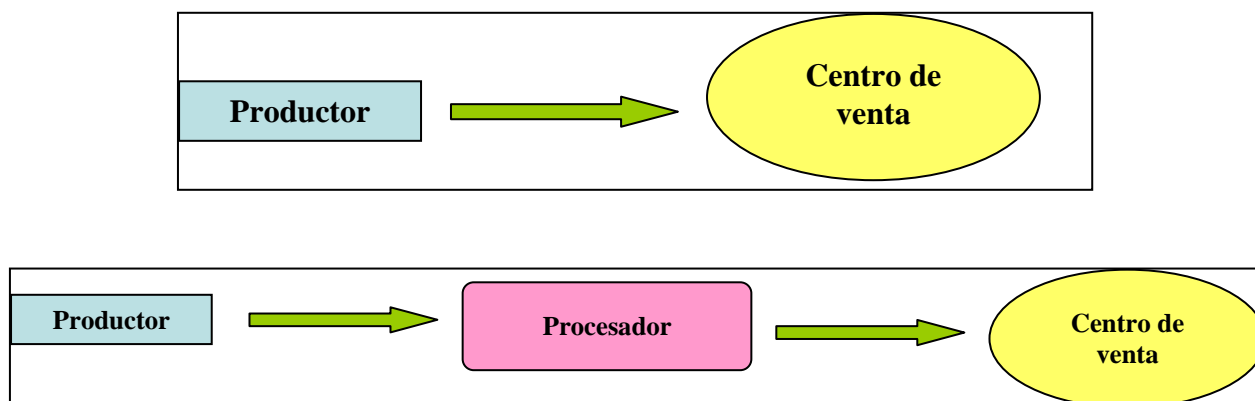 Productor
Centro de
venta
Productor
Procesador
Centro de
venta